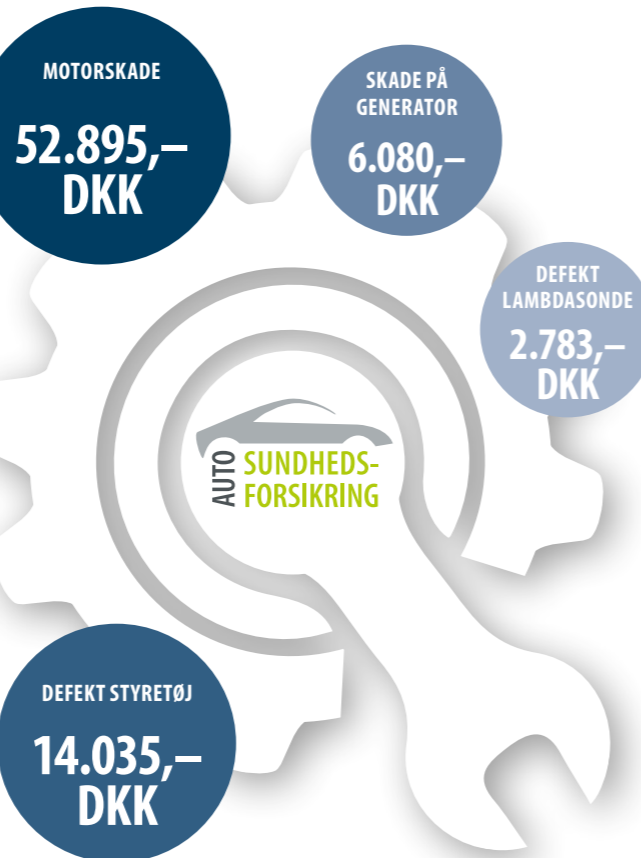 MOTORSKADE
52.895,–
DKK
SKADE PÅ
GENERATOR
6.080,–
DKK
DEFEKT
LAMBDASONDE
2.783,–
DKK
AUTO
SUNDHEDS-
FORSIKRING
DEFEKT STYRETØJ
14.035,–
DKK